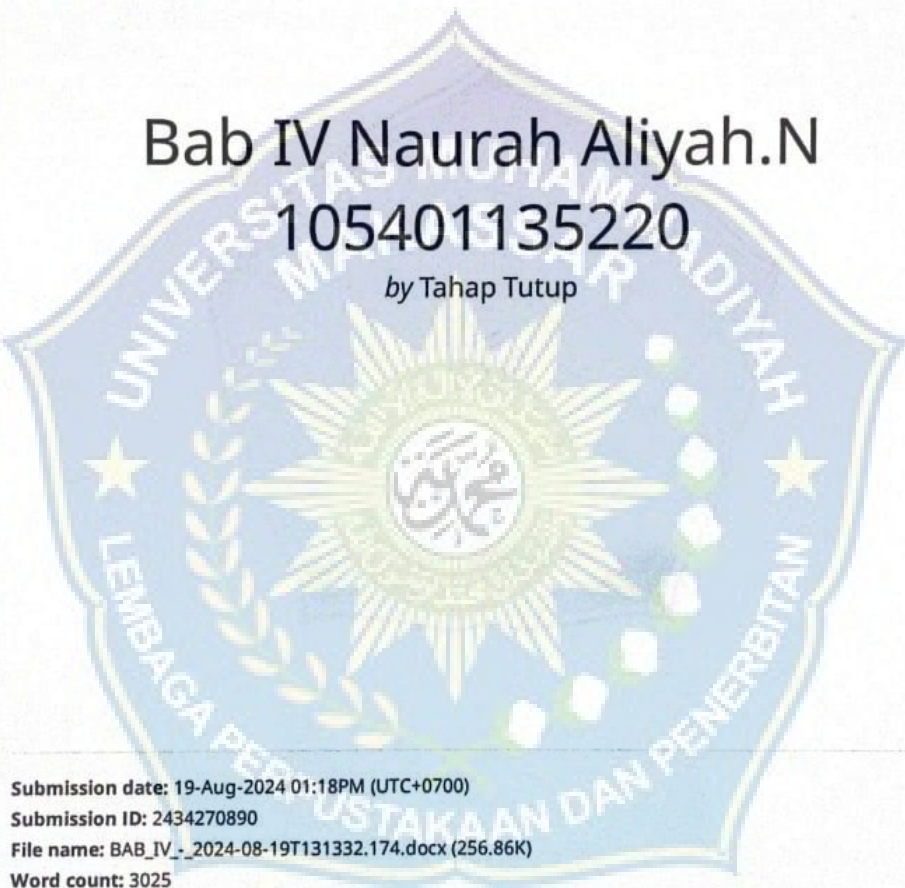 Bab IV Naurah Aliyah.N
105401135220
by Tahap Tutup
UNIVERSITAS MUHAMMADIYAH
MAKASSAR
محمدية
LEMBAGA PERPUSTAKAAN DAN PENERBITAN
Submission date: 19-Aug-2024 01:18PM (UTC+0700)
Submission ID: 2434270890
File name: BAB_IV_-_2024-08-19T131332.174.docx (256.86K)
Word count: 3025